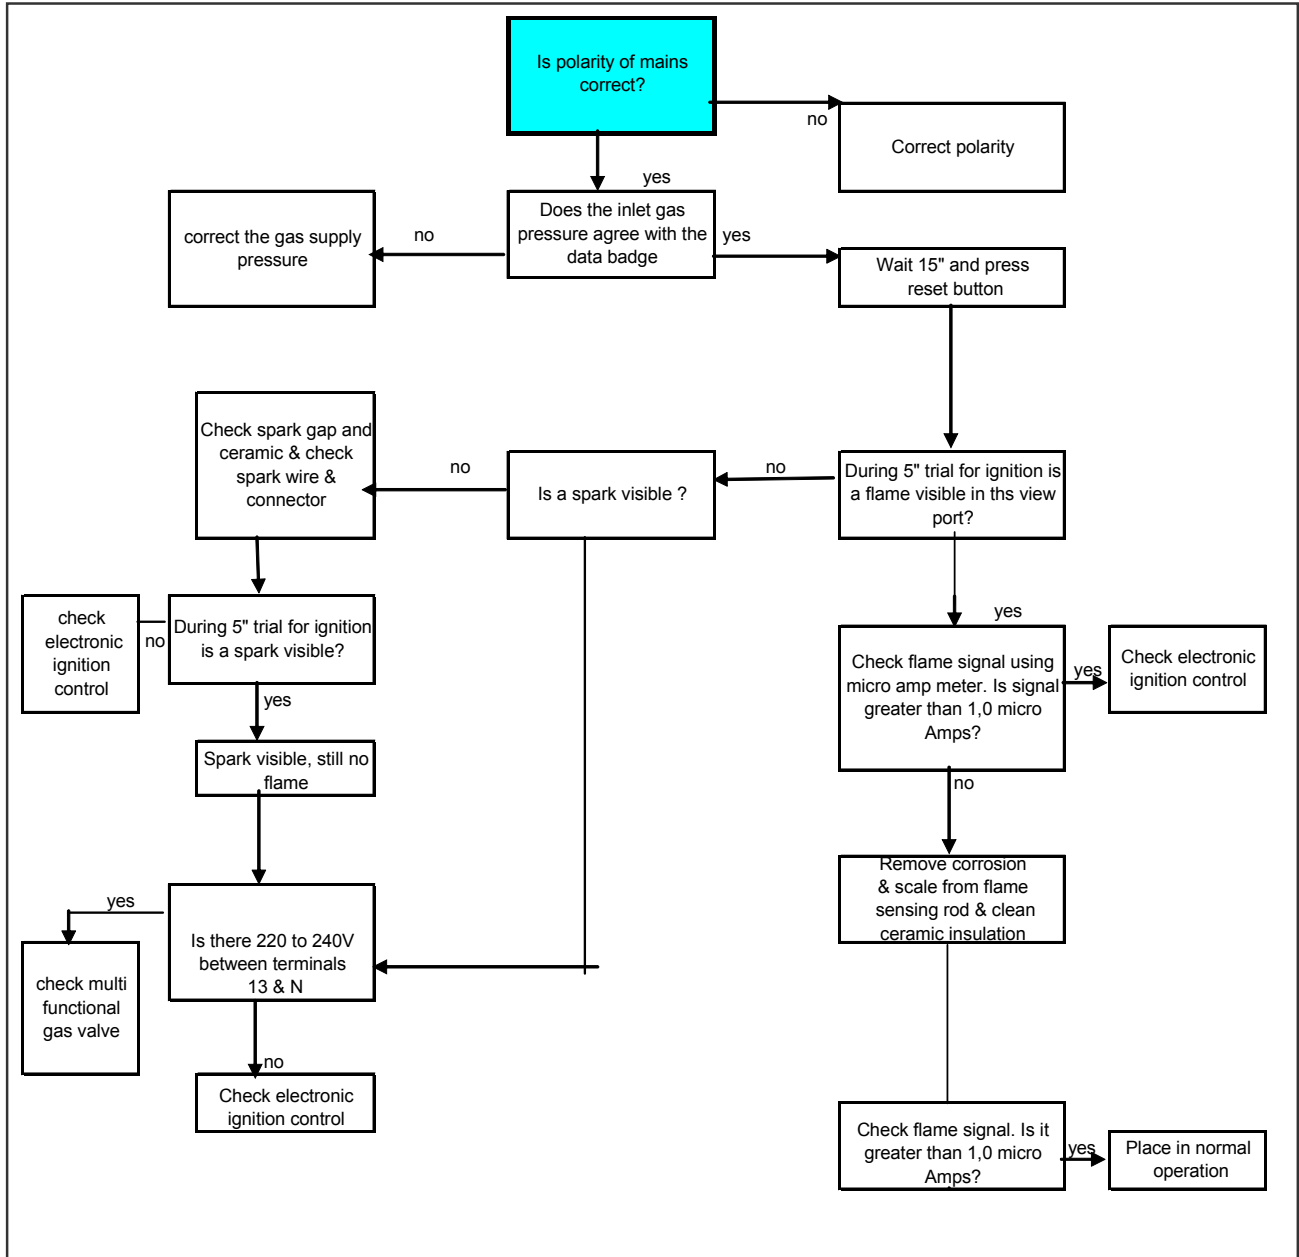 Is polarity of mains
correct?
no
Correct polarity
yes
correct the gas supply
pressure
no
Does the inlet gas
pressure agree with the
data badge
yes
Wait 15" and press
reset button
Check spark gap and
ceramic & check
spark wire &
connector
no
Is a spark visible ?
no
During 5" trial for ignition is
a flame visible in ths view
port?
check
electronic
ignition
control
no
During 5" trial for ignition
is a spark visible?
yes
yes
Check flame signal using
micro amp meter. Is signal
greater than 1,0 micro
Amps?
yes
Check electronic
ignition control
Spark visible, still no
flame
no
Remove corrosion
& scale from flame
sensing rod & clean
ceramic insulation
yes
Is there 220 to 240V
between terminals
13 & N
check multi
functional
gas valve
no
Check electronic
ignition control
Check flame signal. Is it
greater than 1,0 micro
Amps?
yes
Place in normal
operation